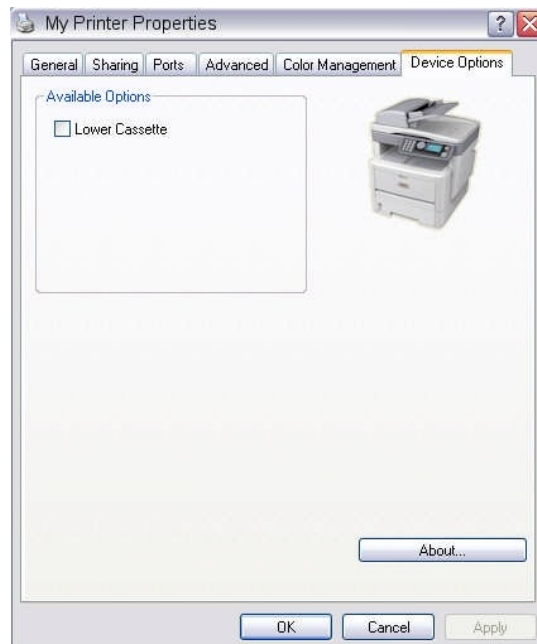 My Printer Properties
General Sharing Ports Advanced Color Management Device Options
Available Options
Lower Cassette
About...
OK Cancel Apply